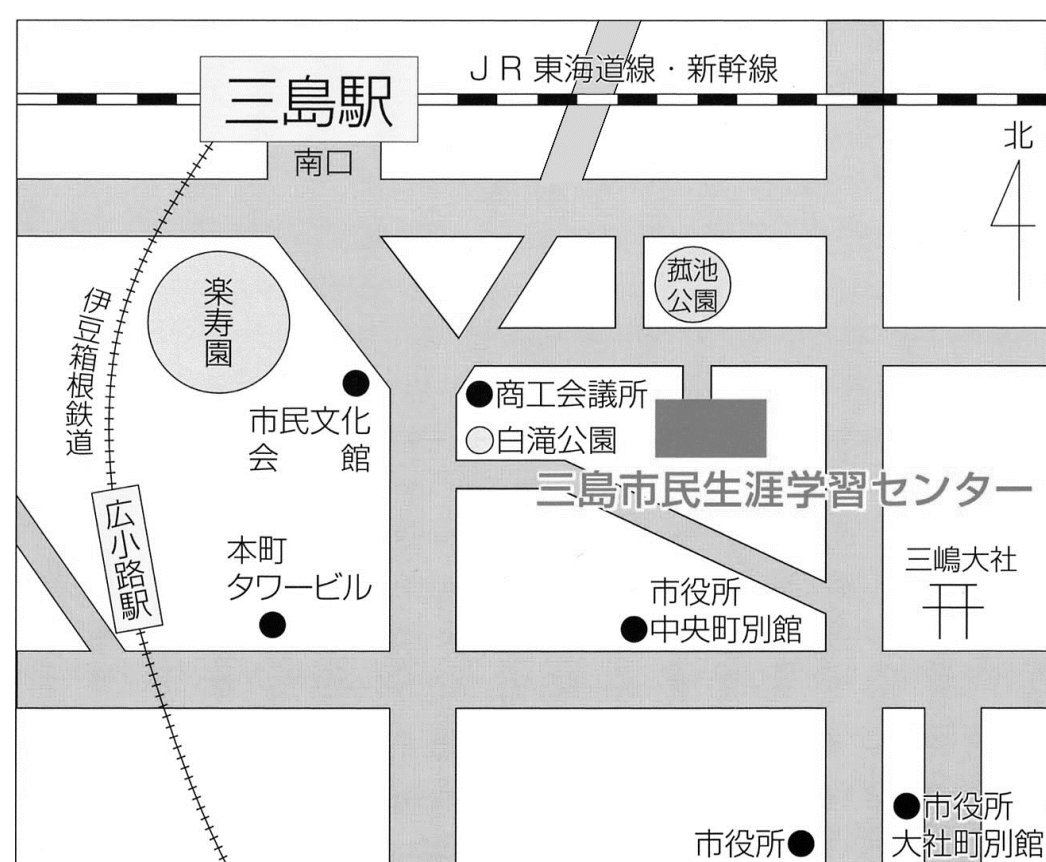 JR東海道線・新幹線
三島駅
南口
北
楽寿園
菰池
公園
伊豆箱根鉄道
市民文化
会館
商工会議所
白滝公園
三島市民生涯学習センター
広小路駅
本町
タワービル
三嶋大社
市役所
中央町別館
市役所
市役所
大社町別館